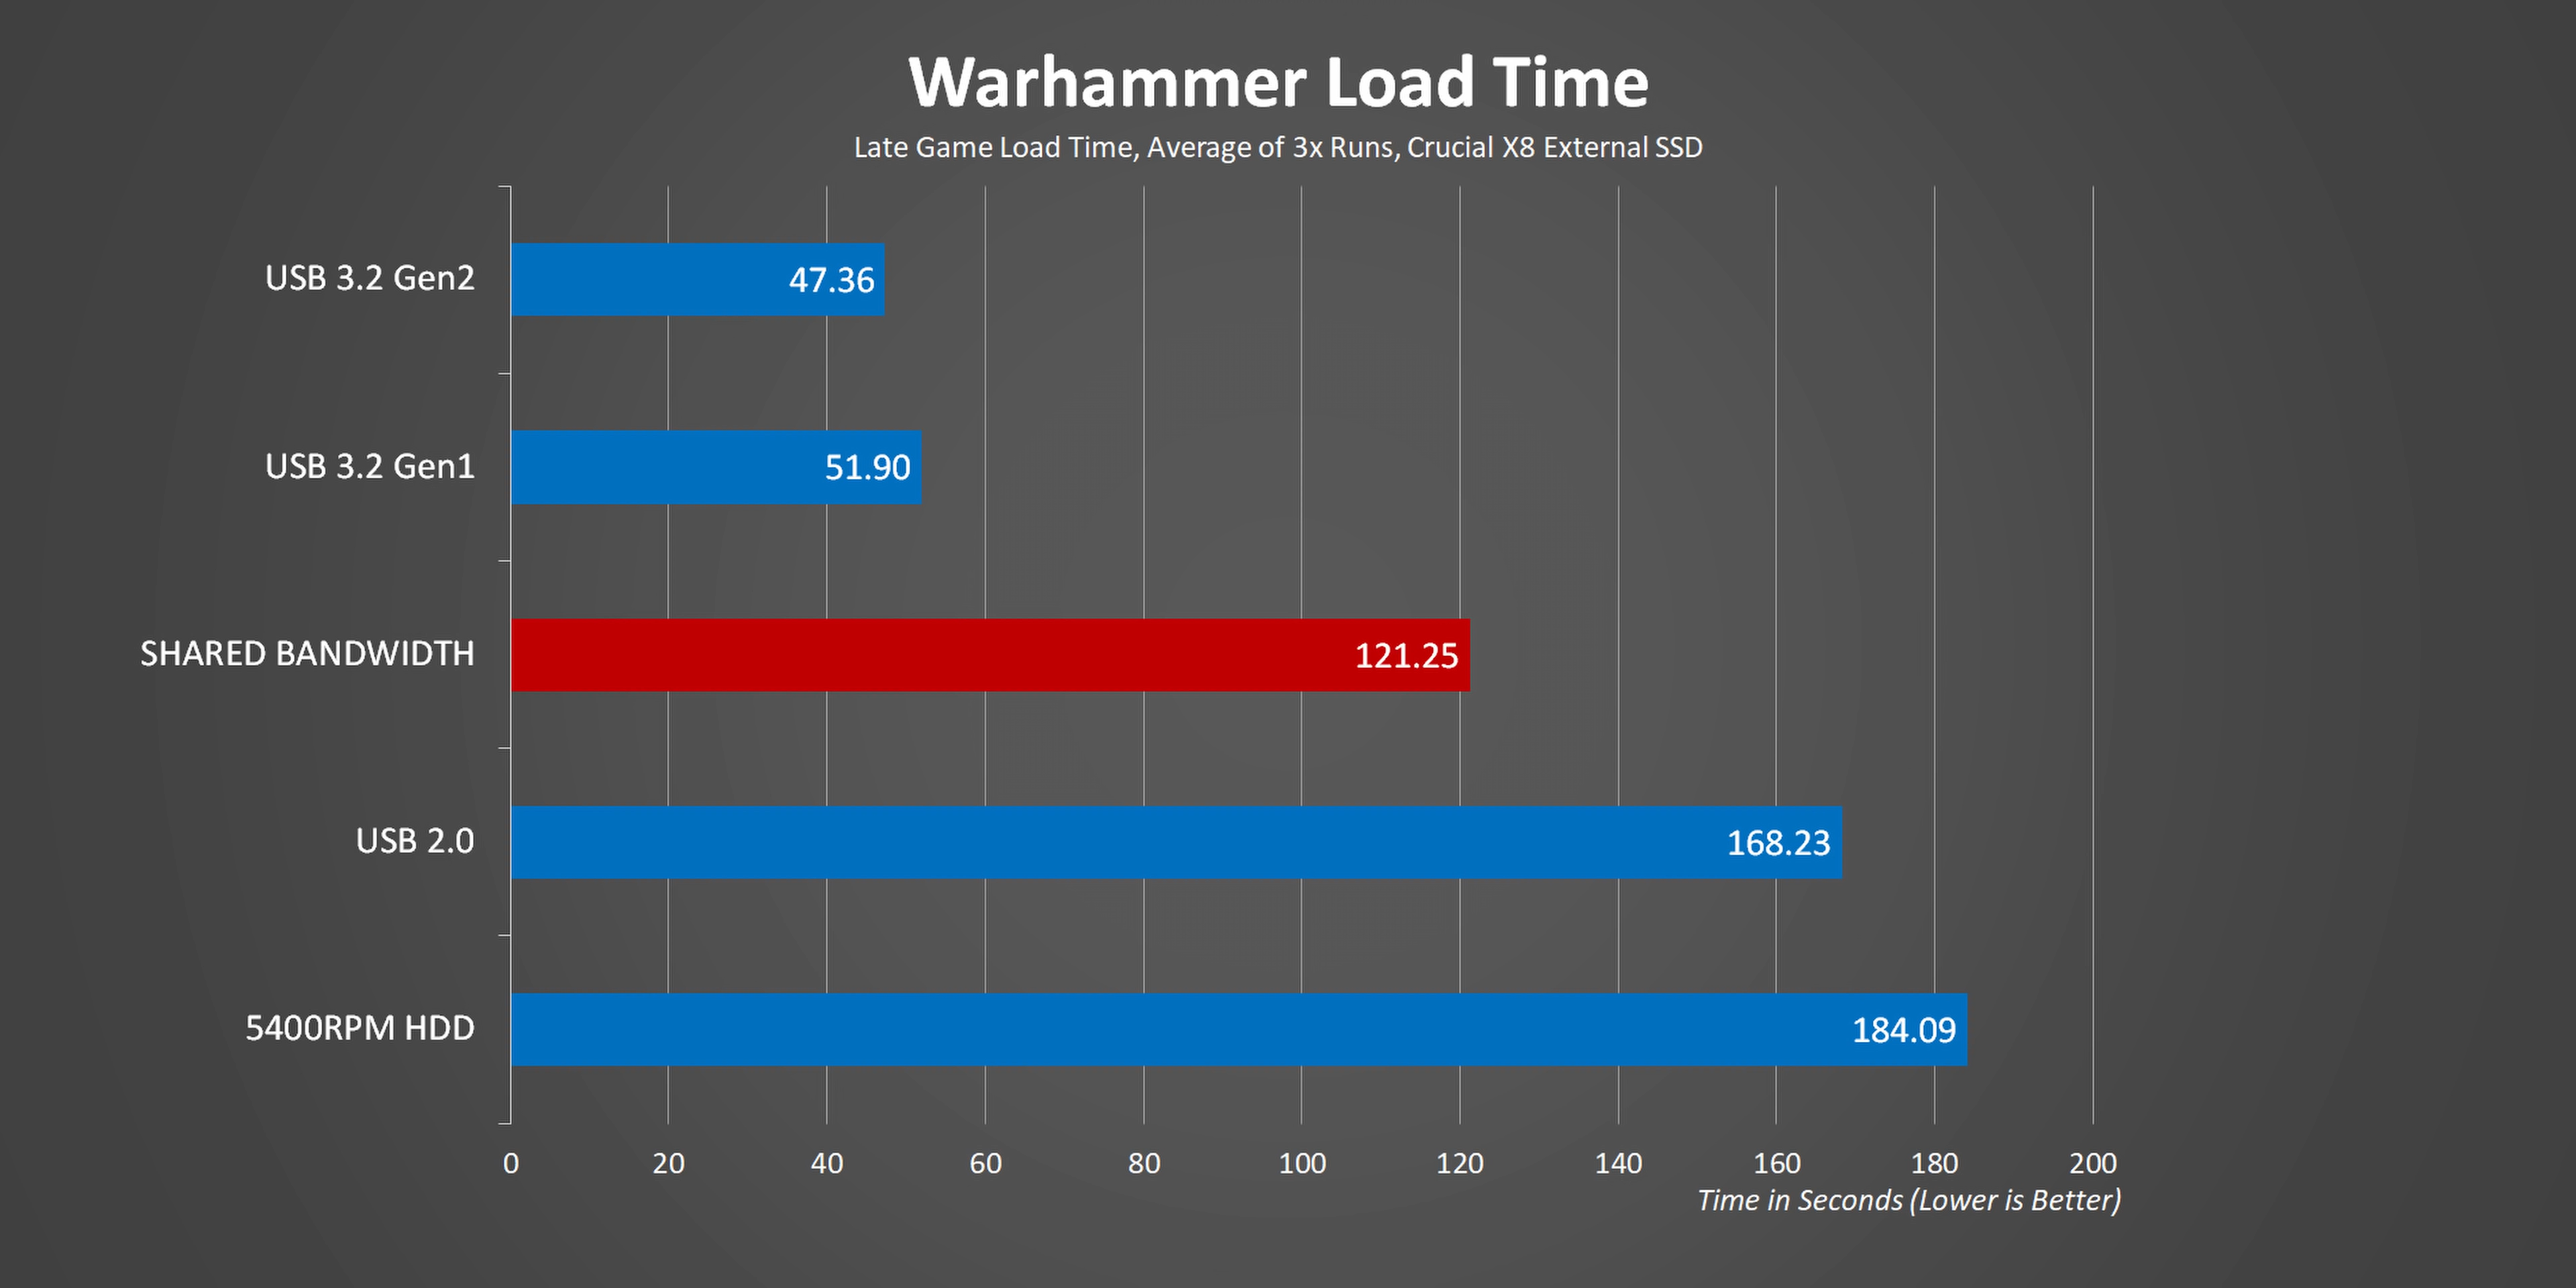 Warhammer Load Time
Late Game Load Time, Average of 3x Runs, Crucial X8 External SSD
USB 3.2 Gen2
47.36
USB 3.2 Gen1
51.90
SHARED BANDWIDTH
121.25
USB 2.0
168.23
5400RPM HDD
184.09
0 20 40 60 80 100 120 140 160 180 200
Time in Seconds (Lower is Better)